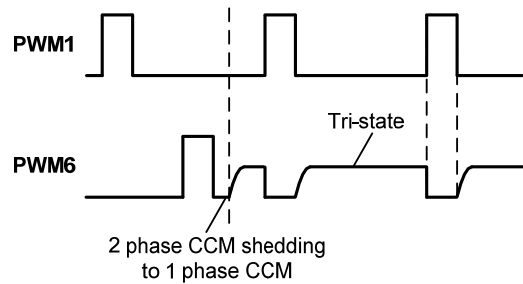 PWM1
Tri-state
PWM6
2 phase CCM shedding
to 1 phase CCM